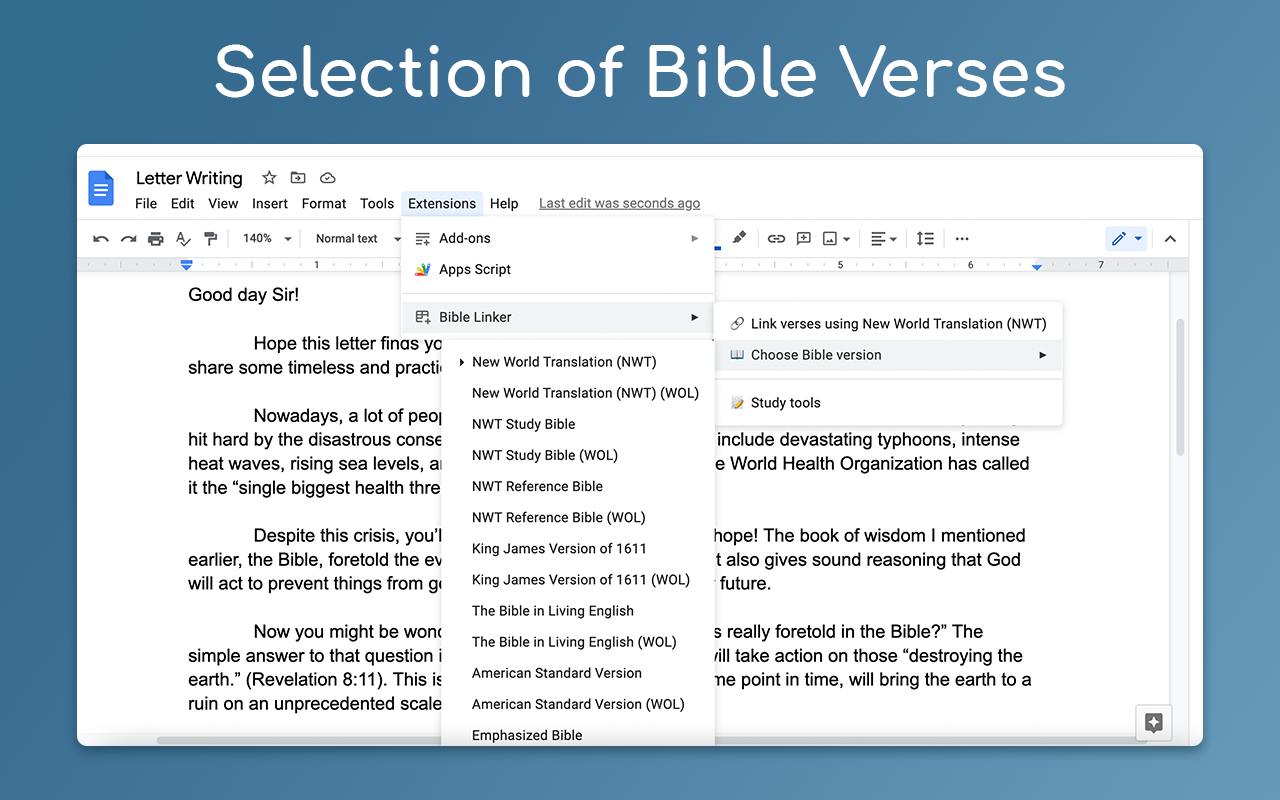 Selection of Bible Verses
Letter Writing
File Edit View Insert Format Tools Extensions Help Last edit was seconds ago
140% Normal text
1 5 6 7
Add-ons
Apps Script
Bible Linker
Link verses using New World Translation (NWT)
Choose Bible version
Study tools
New World Translation (NWT)
New World Translation (NWT) (WOL)
NWT Study Bible
NWT Study Bible (WOL)
NWT Reference Bible
NWT Reference Bible (WOL)
King James Version of 1611
King James Version of 1611 (WOL)
The Bible in Living English
The Bible in Living English (WOL)
American Standard Version
American Standard Version (WOL)
Emphasized Bible
Good day Sir!
Hope this letter finds
share some timeless and
Nowadays, a lot of
hit hard by the disastrous include devastating typhoons, intense
heat waves, rising sea levels, World Health Organization has called
it the “single biggest health
Despite this crisis, hope! The book of wisdom I mentioned
earlier, the Bible, foretold the also gives sound reasoning that God
will act to prevent things from future.
Now you might be really foretold in the Bible?” The
simple answer to that question will take action on those “destroying the
earth.” (Revelation 8:11). This point in time, will bring the earth to a
ruin on an unprecedented scale